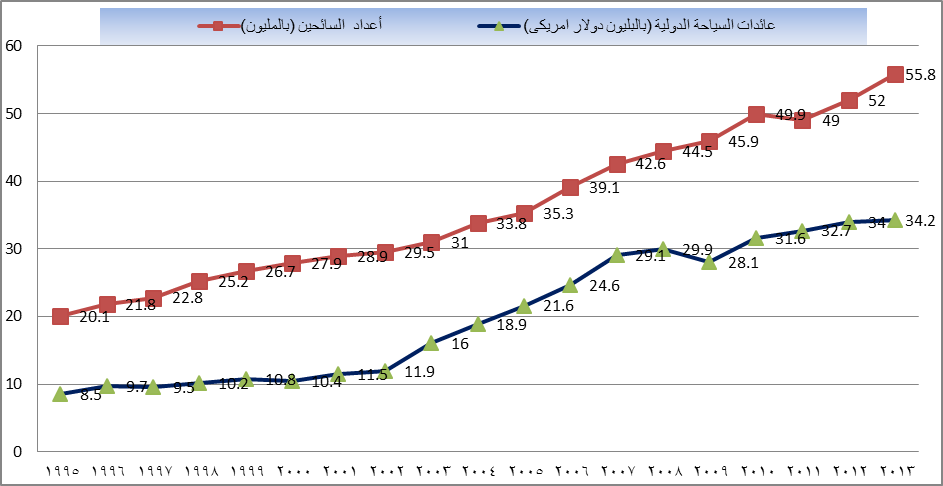 أعداد السائحين (بالمليون)
عائدات السياحة الدولية (بالبليون دولار امريكى)
60
50
40
30
20
10
0
20.1 21.8 22.8 25.2 26.7 27.9 28.9 29.5 31 33.8 35.3 39.1 42.6 44.5 45.9 49.9 49 52 55.8
8.5 9.7 9.5 10.2 10.8 10.4 11.5 11.9 16 18.9 21.6 24.6 29.1 29.9 28.1 31.6 32.7 34 34.2
١٩٩٥ ١٩٩٦ ١٩٩٧ ١٩٩٨ ١٩٩٩ ٢٠٠٠ ٢٠٠١ ٢٠٠٢ ٢٠٠٣ ٢٠٠٤ ٢٠٠٥ ٢٠٠٦ ٢٠٠٧ ٢٠٠٨ ٢٠٠٩ ٢٠١٠ ٢٠١١ ٢٠١٢ ٢٠١٣